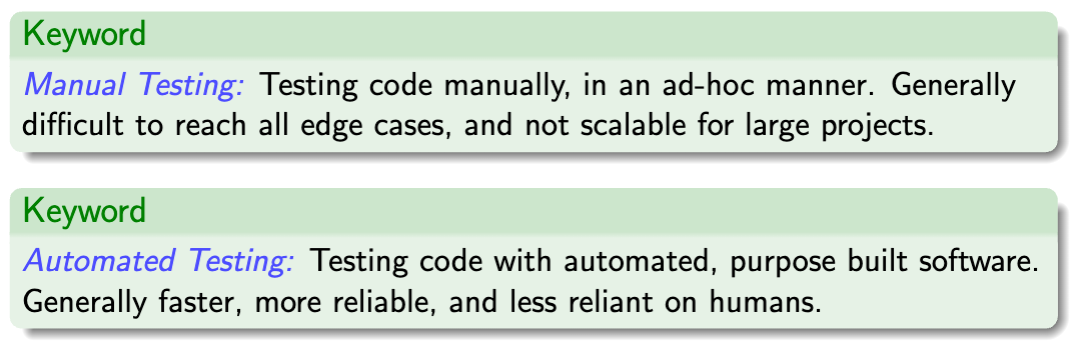 Keyword
Manual Testing: Testing code manually, in an ad-hoc manner. Generally
difficult to reach all edge cases, and not scalable for large projects.
Keyword
Automated Testing: Testing code with automated, purpose built software.
Generally faster, more reliable, and less reliant on humans.